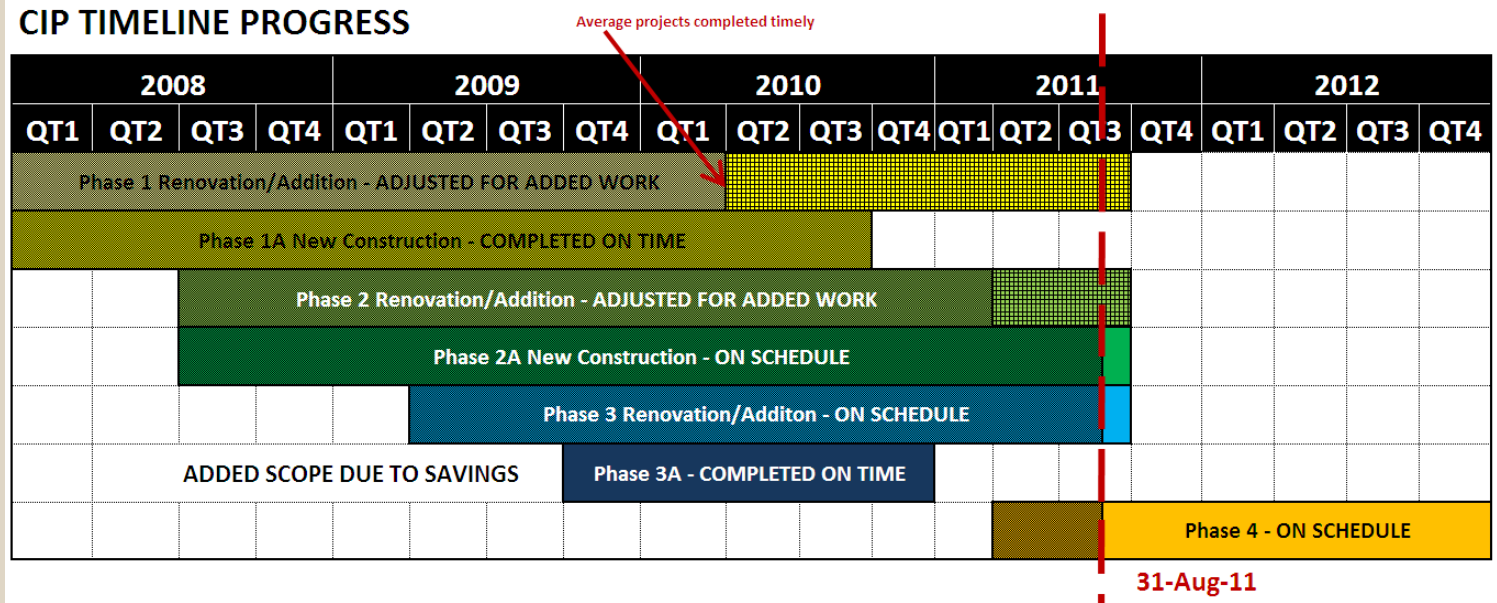 CIP TIMELINE PROGRESS
Average projects completed timely
2008 2009 2010 2011 2012
QT1 QT2 QT3 QT4 QT1 QT2 QT3 QT4 QT1 QT2 QT3 QT4 QT1 QT2 QT3 QT4 QT1 QT2 QT3 QT4
Phase 1 Renovation/Addition - ADJUSTED FOR ADDED WORK
Phase 1A New Construction - COMPLETED ON TIME
Phase 2 Renovation/Addition - ADJUSTED FOR ADDED WORK
Phase 2A New Construction - ON SCHEDULE
Phase 3 Renovation/Additon - ON SCHEDULE
ADDED SCOPE DUE TO SAVINGS Phase 3A - COMPLETED ON TIME
Phase 4 - ON SCHEDULE
31-Aug-11